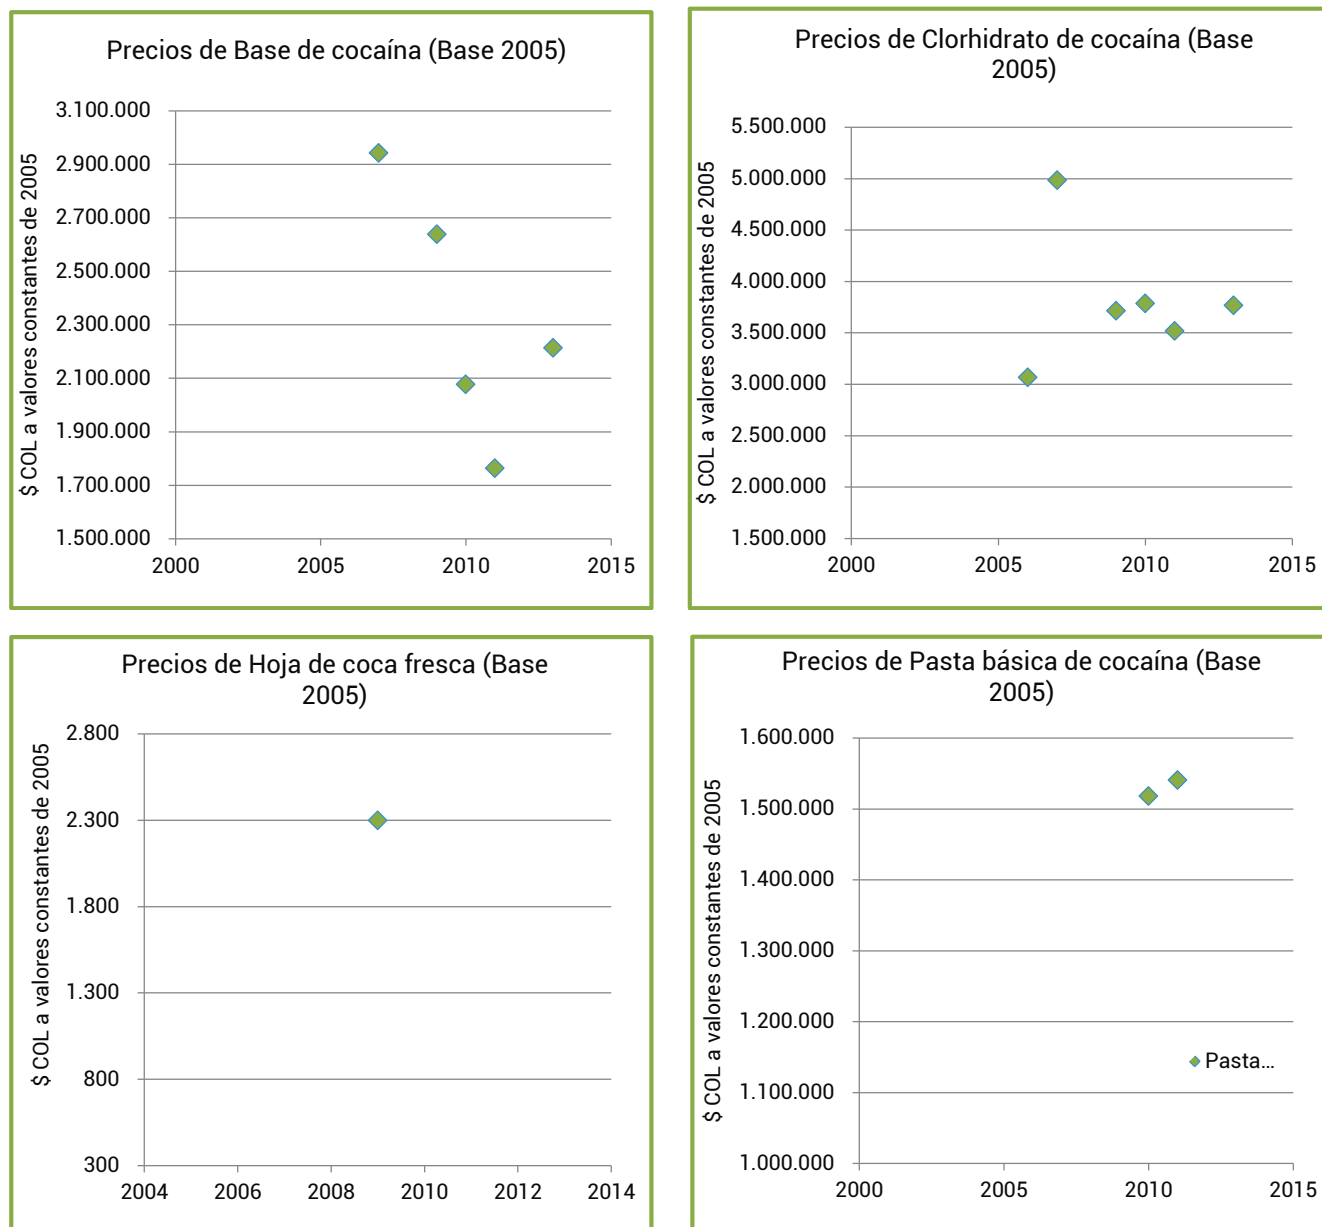 Precios de Base de cocaína (Base 2005)
$ COL a valores constantes de 2005
3.100.000
2.900.000
2.700.000
2.500.000
2.300.000
2.100.000
1.900.000
1.700.000
1.500.000
2000 2005 2010 2015
Precios de Clorhidrato de cocaína (Base
2005)
$ COL a valores constantes de 2005
5.500.000
5.000.000
4.500.000
4.000.000
3.500.000
3.000.000
2.500.000
2.000.000
1.500.000
2000 2005 2010 2015
Precios de Hoja de coca fresca (Base
2005)
$ COL a valores constantes de 2005
2.800
2.300
1.800
1.300
800
300
2004 2006 2008 2010 2012 2014
Precios de Pasta básica de cocaína (Base
2005)
$ COL a valores constantes de 2005
1.600.000
1.500.000
1.400.000
1.300.000
1.200.000
1.100.000
1.000.000
Pasta...
2000 2005 2010 2015